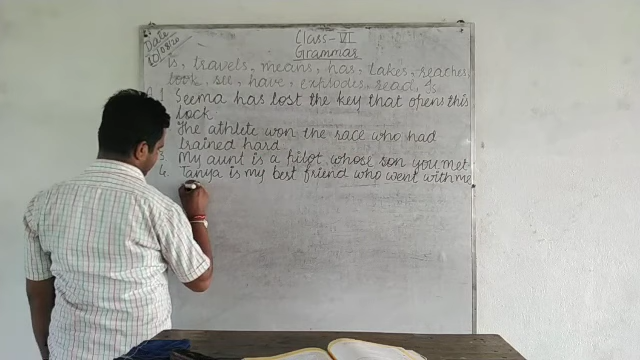 Date
10/08/20
Class-VI
Grammar
is, travels, means, has, takes, reaches,
took, see, have, explodes, read, is
1. Seema has lost the key that opens this
lock
The athlete won the race who had
trained hard
3. My aunt is a pilot whose son you met
4. Tanya is my best friend who went with me